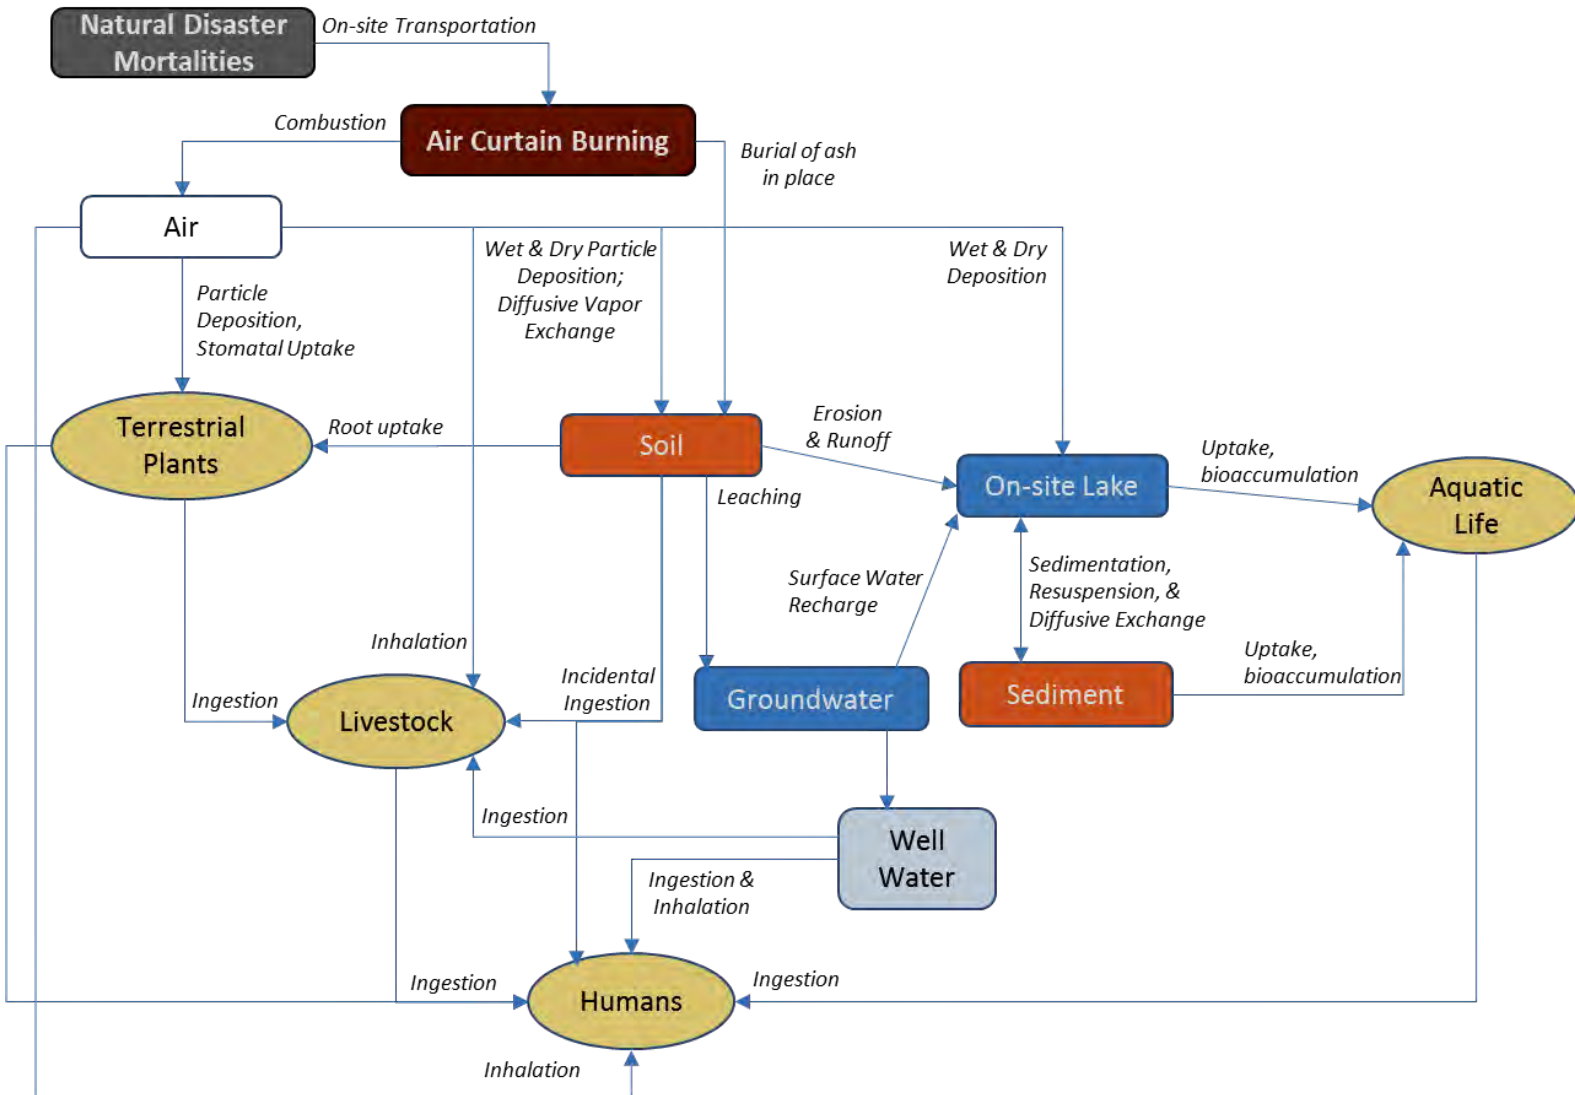 Natural Disaster
Mortalities
On-site Transportation
Combustion
Air Curtain Burning
Burial of ash
in place
Air
Wet & Dry Particle
Deposition;
Diffusive Vapor
Exchange
Wet & Dry
Deposition
Particle
Deposition,
Stomatal Uptake
Terrestrial
Plants
Root uptake
Soil
Erosion
& Runoff
Leaching
On-site Lake
Uptake,
bioaccumulation
Aquatic
Life
Surface Water
Recharge
Sedimentation,
Resuspension, &
Diffusive Exchange
Inhalation
Incidental
Ingestion
Ingestion
Livestock
Groundwater
Sediment
Uptake,
bioaccumulation
Ingestion
Well
Water
Ingestion &
Inhalation
Ingestion
Humans
Ingestion
Inhalation